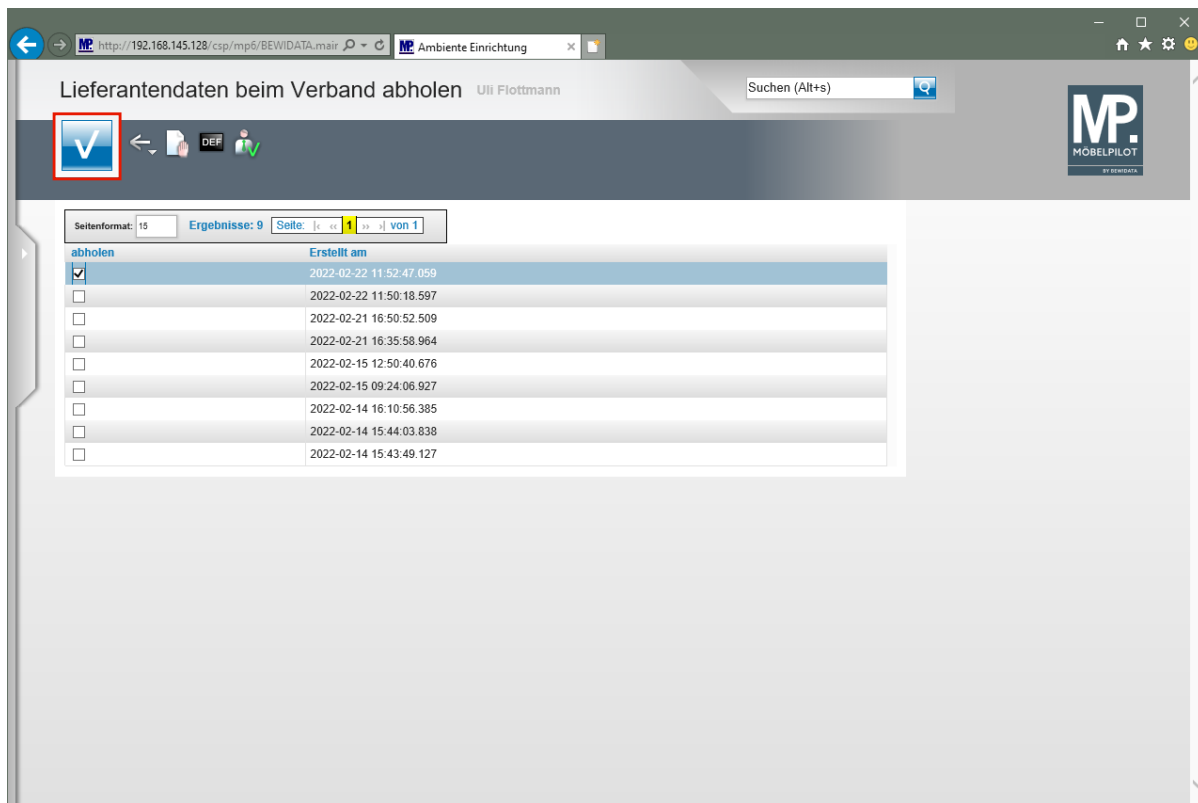 http://192.168.145.128/csp/mp6/BEWIDATA.mair
MP. Ambiente Einrichtung
Lieferantendaten beim Verband abholen Uli Flottmann
Suchen (Alt+s)
DEF
MP.
MÖBELPILOT
BY BEWIDATA
Seitenformat: 15 Ergebnisse: 9 Seite: |‹ ‹‹ 1 ›› ›| von 1
abholen Erstellt am
2022-02-22 11:52:47.059
2022-02-22 11:50:18.597
2022-02-21 16:50:52.509
2022-02-21 16:35:58.964
2022-02-15 12:50:40.676
2022-02-15 09:24:06.927
2022-02-14 16:10:56.385
2022-02-14 15:44:03.838
2022-02-14 15:43:49.127